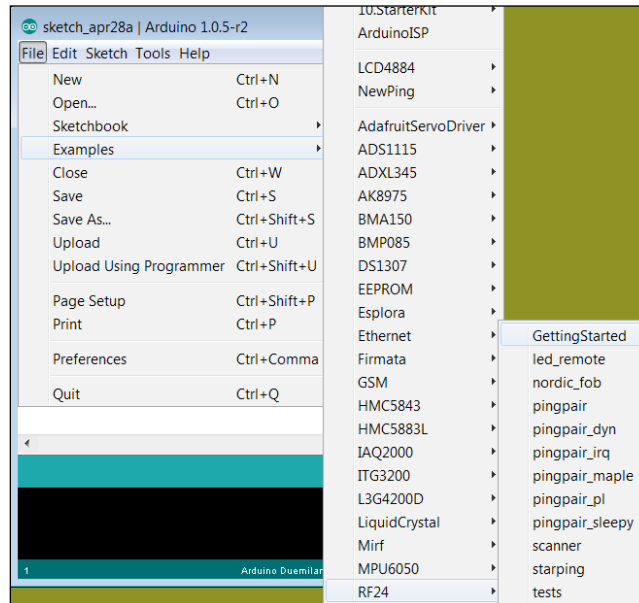 sketch_apr28a | Arduino 1.0.5-r2
File Edit Sketch Tools Help
New Ctrl+N
Open... Ctrl+O
Sketchbook
Examples
Close Ctrl+W
Save Ctrl+S
Save As... Ctrl+Shift+S
Upload Ctrl+U
Upload Using Programmer Ctrl+Shift+U
Page Setup Ctrl+Shift+P
Print Ctrl+P
Preferences Ctrl+Comma
Quit Ctrl+Q
1 Arduino Duemilan
10.StarterKit
ArduinoISP
LCD4884
NewPing
AdafruitServoDriver
ADS1115
ADXL345
AK8975
BMA150
BMP085
DS1307
EEPROM
Esplora
Ethernet
Firmata
GSM
HMC5843
HMC5883L
IAQ2000
ITG3200
L3G4200D
LiquidCrystal
Mirf
MPU6050
RF24
GettingStarted
led_remote
nordic_fob
pingpair
pingpair_dyn
pingpair_irq
pingpair_maple
pingpair_pl
pingpair_sleepy
scanner
starping
tests